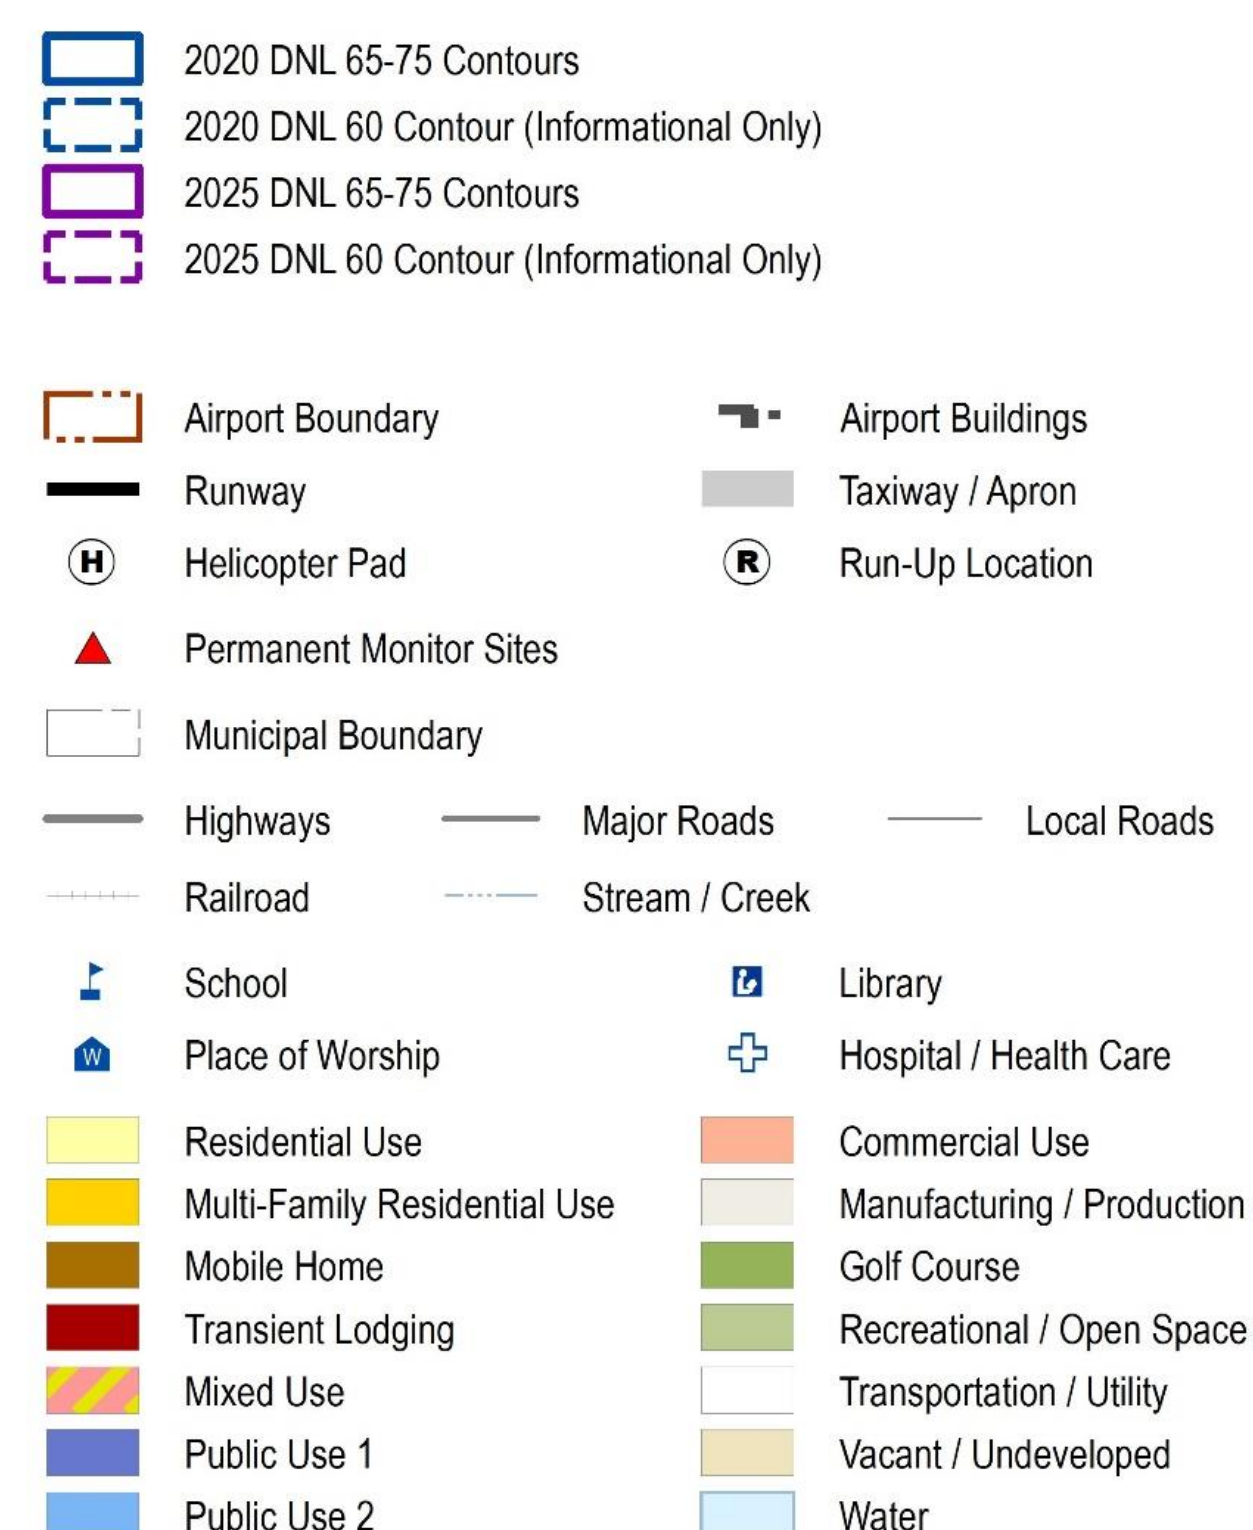 2020 DNL 65-75 Contours
2020 DNL 60 Contour (Informational Only)
2025 DNL 65-75 Contours
2025 DNL 60 Contour (Informational Only)
Airport Boundary Airport Buildings
Runway Taxiway / Apron
H Helicopter Pad R Run-Up Location
Permanent Monitor Sites
Municipal Boundary
Highways Major Roads Local Roads
Railroad Stream / Creek
School Library
W Place of Worship Hospital / Health Care
Residential Use Commercial Use
Multi-Family Residential Use Manufacturing / Production
Mobile Home Golf Course
Transient Lodging Recreational / Open Space
Mixed Use Transportation / Utility
Public Use 1 Vacant / Undeveloped
Public Use 2 Water